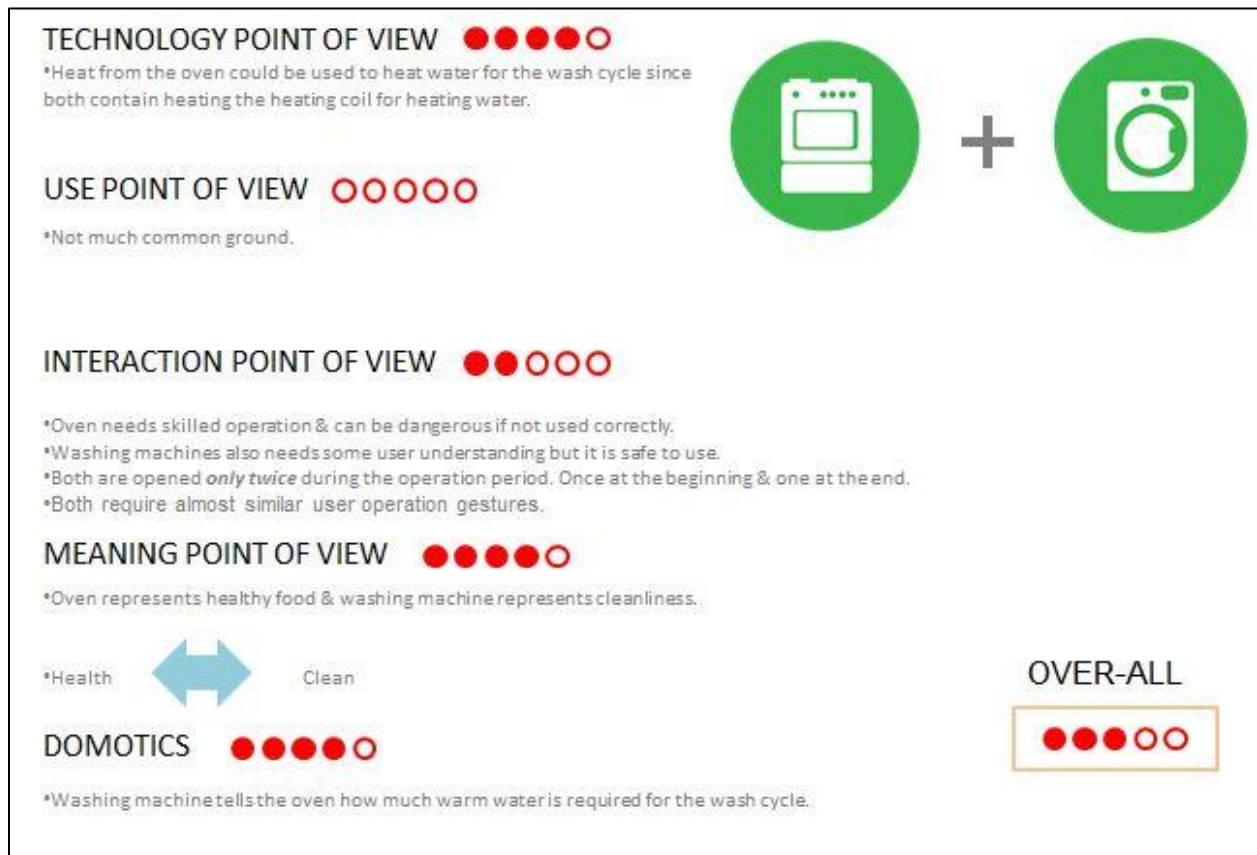 TECHNOLOGY POINT OF VIEW
*Heat from the oven could be used to heat water for the wash cycle since
both contain heating the heating coil for heating water.
USE POINT OF VIEW
*Not much common ground.
INTERACTION POINT OF VIEW
*Oven needs skilled operation & can be dangerous if not used correctly.
*Washing machines also needs some user understanding but it is safe to use.
*Both are opened only twice during the operation period. Once at the beginning & one at the end.
*Both require almost similar user operation gestures.
MEANING POINT OF VIEW
*Oven represents healthy food & washing machine represents cleanliness.
*Health Clean
OVER-ALL
DOMOTICS
*Washing machine tells the oven how much warm water is required for the wash cycle.